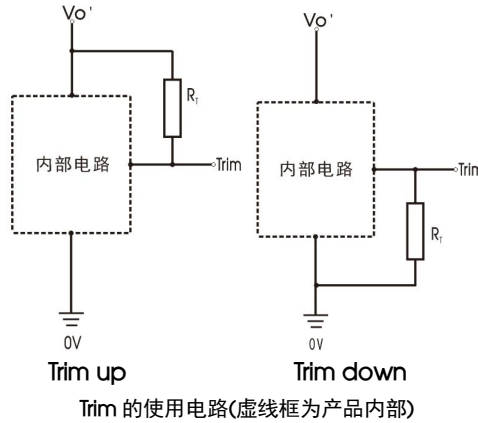 Vo'
RT
内部电路
Trim
0V
Trim up
Vo'
内部电路
Trim
RT
0V
Trim down
Trim 的使用电路(虚线框为产品内部)